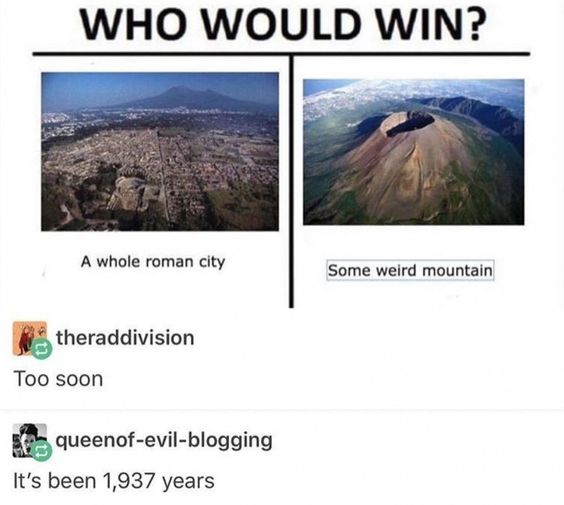 WHO WOULD WIN?
A whole roman city
Some weird mountain
theraddivision
Too soon
queenof-evil-blogging
It's been 1,937 years